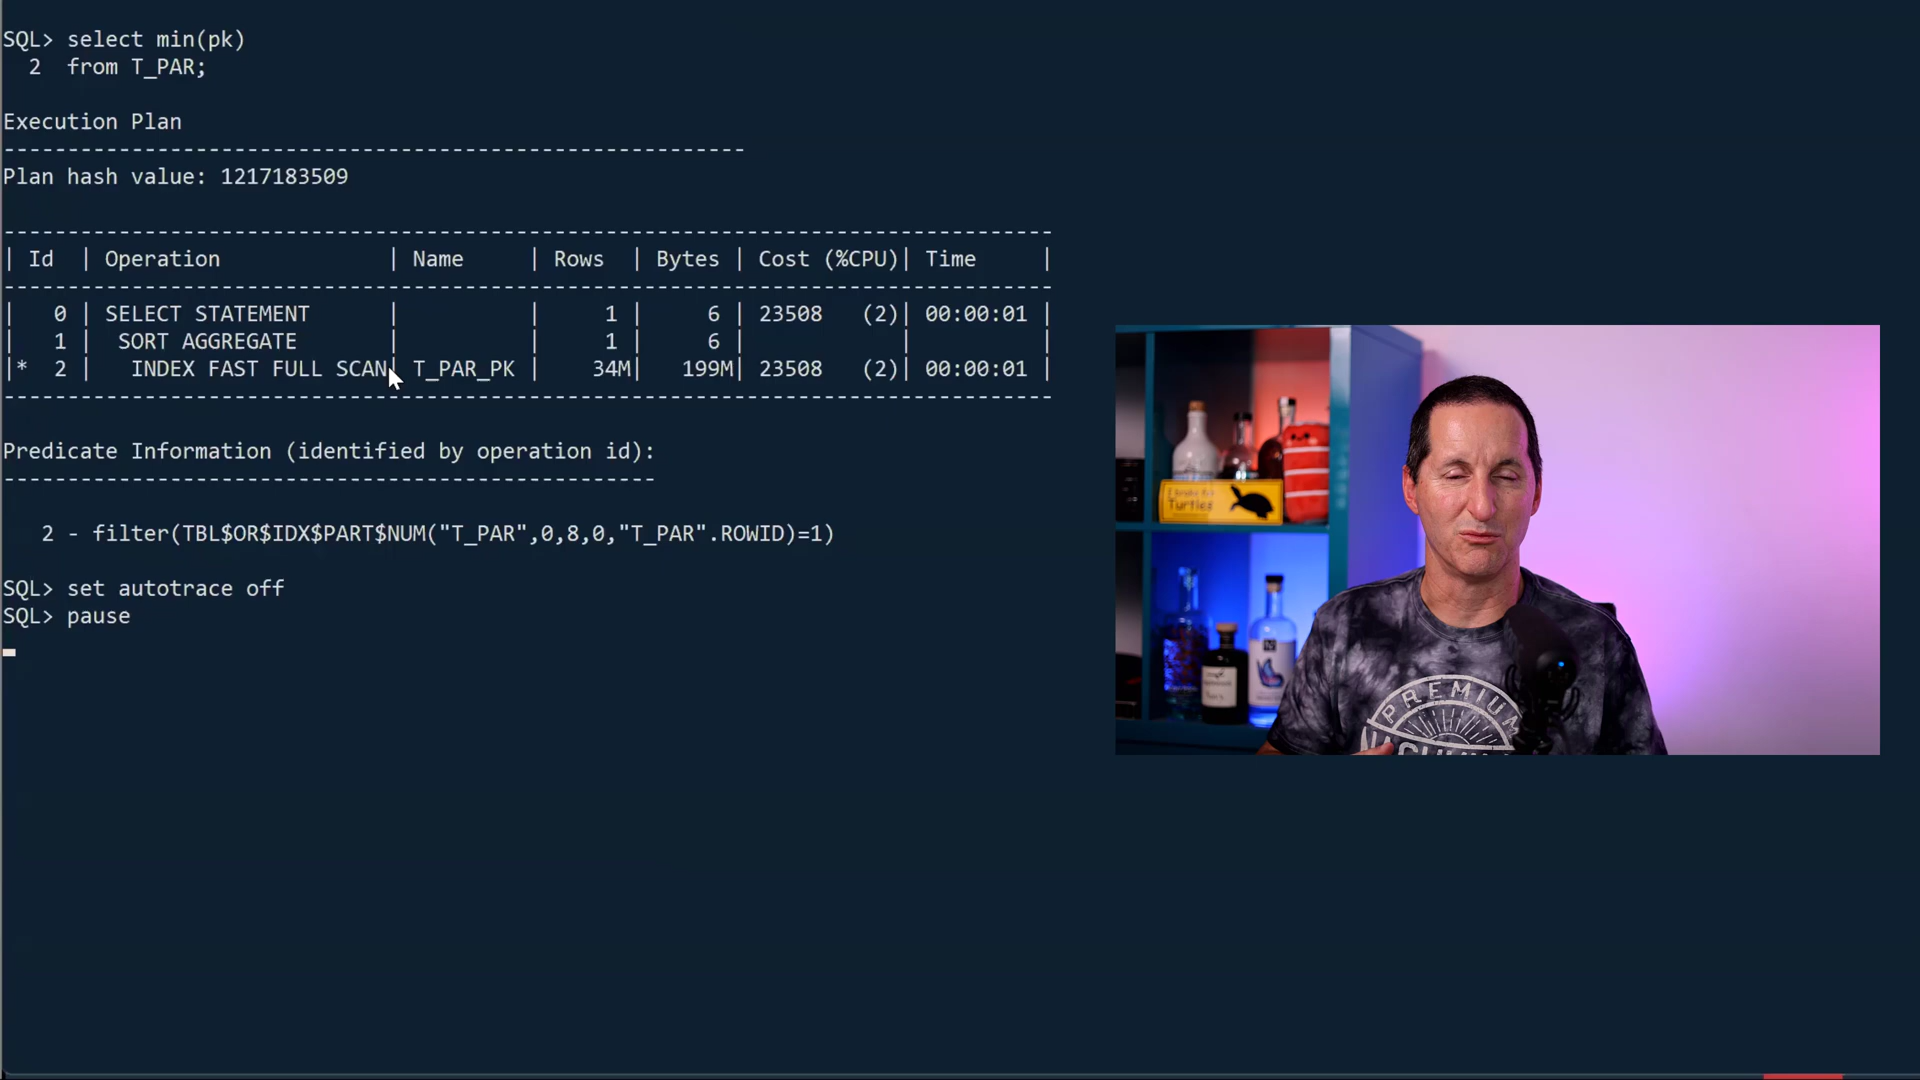 SQL> select min(pk)
  2  from T_PAR;
Execution Plan
----------------------------------------------------------
Plan hash value: 1217183509
----------------------------------------------------------------------------------
| Id  | Operation             | Name     | Rows  | Bytes | Cost (%CPU)| Time     |
----------------------------------------------------------------------------------
|   0 | SELECT STATEMENT      |          |     1 |     6 | 23508   (2)| 00:00:01 |
|   1 |  SORT AGGREGATE       |          |     1 |     6 |            |          |
|*  2 |   INDEX FAST FULL SCAN| T_PAR_PK |    34M|   199M| 23508   (2)| 00:00:01 |
----------------------------------------------------------------------------------
Predicate Information (identified by operation id):
---------------------------------------------------
   2 - filter(TBL$OR$IDX$PART$NUM("T_PAR",0,8,0,"T_PAR".ROWID)=1)
SQL> set autotrace off
SQL> pause
Turtles
PREMIUM